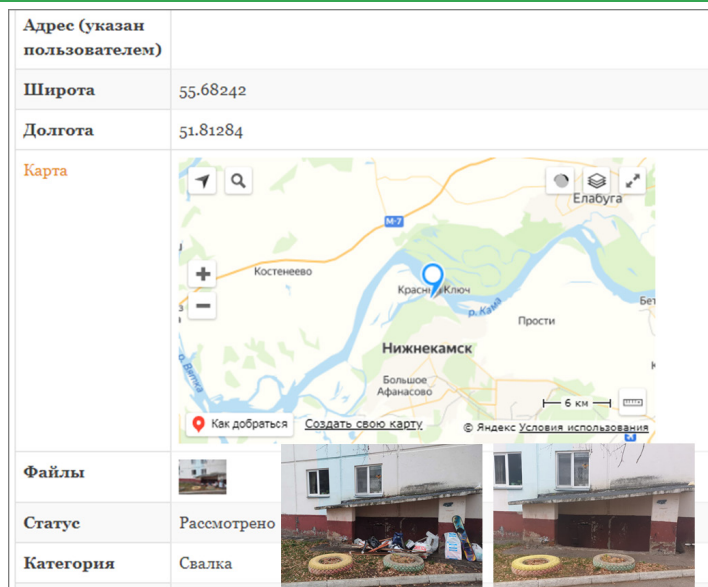 Адрес (указан
пользователем)
Широта
55.68242
Долгота
51.81284
Карта
Елабуга
М-7
Костенеево
Красный Ключ
р. Кама
Прости
Нижнекамск
р. Вятка
Большое
Афанасово
6 км
Как добраться
Создать свою карту
© Яндекс Условия использования
Файлы
Статус
Рассмотрено
Категория
Свалка